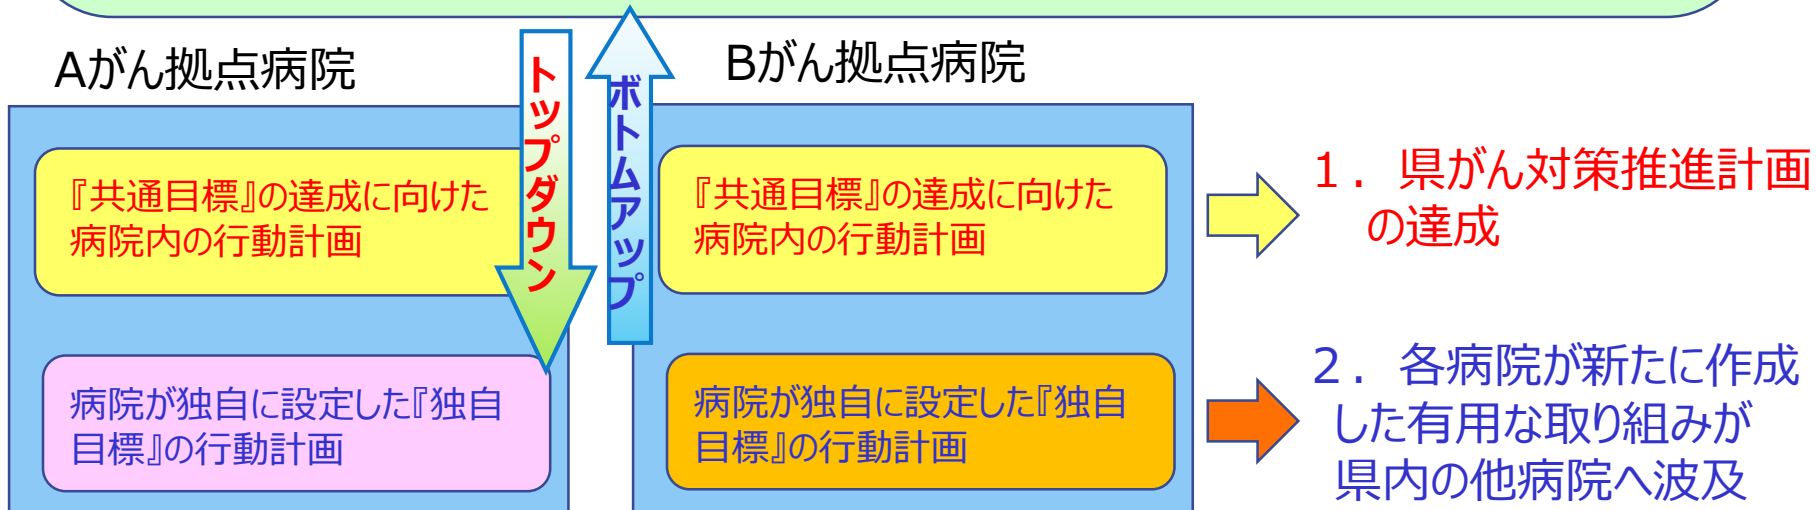 Aがん拠点病院
『共通目標』の達成に向けた
病院内の行動計画
病院が独自に設定した『独自
目標』の行動計画
トップダウン
ボトムアップ
Bがん拠点病院
『共通目標』の達成に向けた
病院内の行動計画
病院が独自に設定した『独自
目標』の行動計画
１．県がん対策推進計画
の達成
２．各病院が新たに作成
した有用な取り組みが
県内の他病院へ波及